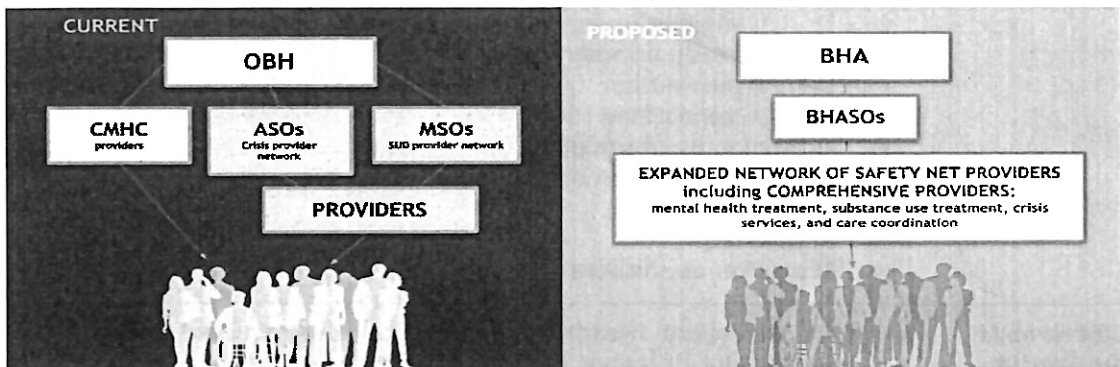 CURRENT
OBH
CMHC
providers
ASOs
Crisis provider
network
MSOs
SUD provider network
PROVIDERS
PROPOSED
BHA
BHASOs
EXPANDED NETWORK OF SAFETY NET PROVIDERS
including COMPREHENSIVE PROVIDERS:
mental health treatment, substance use treatment, crisis
services, and care coordination